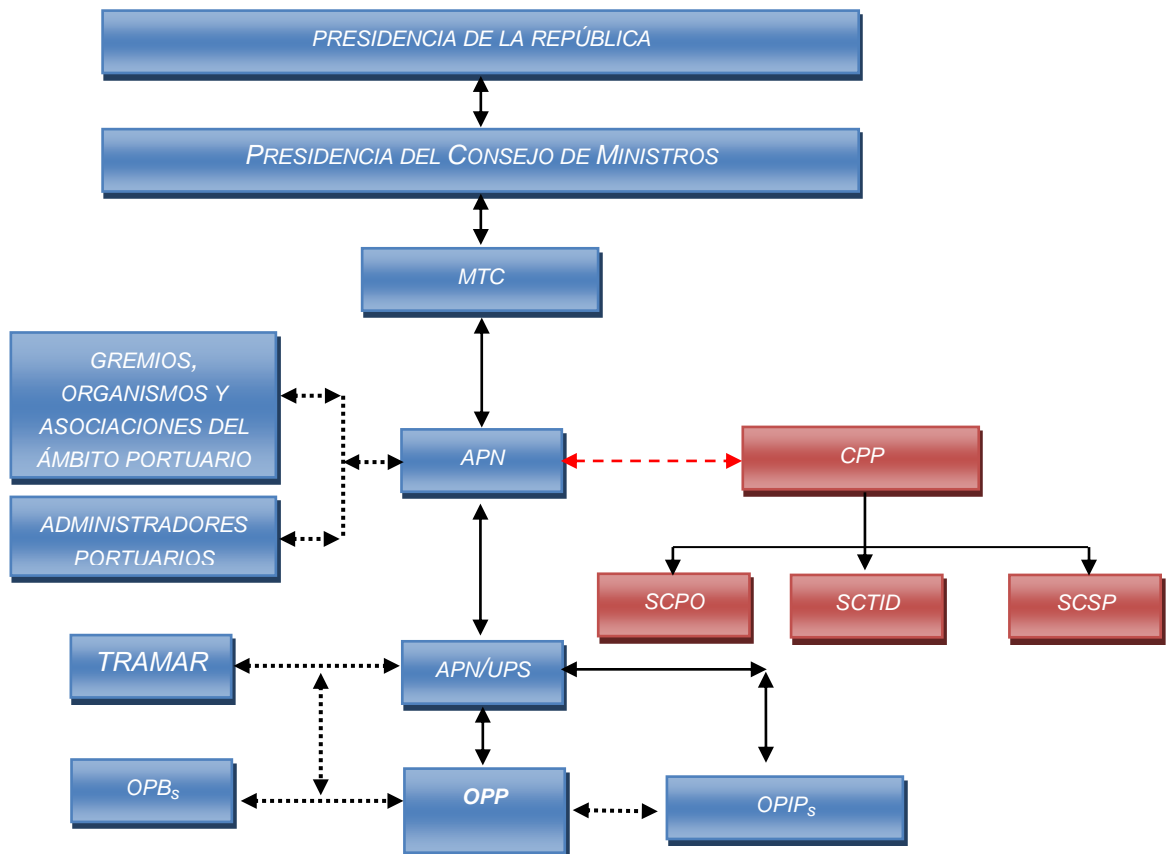 PRESIDENCIA DE LA REPÚBLICA
PRESIDENCIA DEL CONSEJO DE MINISTROS
MTC
GREMIOS,
ORGANISMOS Y
ASOCIACIONES DEL
ÁMBITO PORTUARIO
APN
CPP
ADMINISTRADORES
PORTUARIOS
SCPO
SCTID
SCSP
TRAMAR
APN/UPS
OPBs
OPP
OPIPs